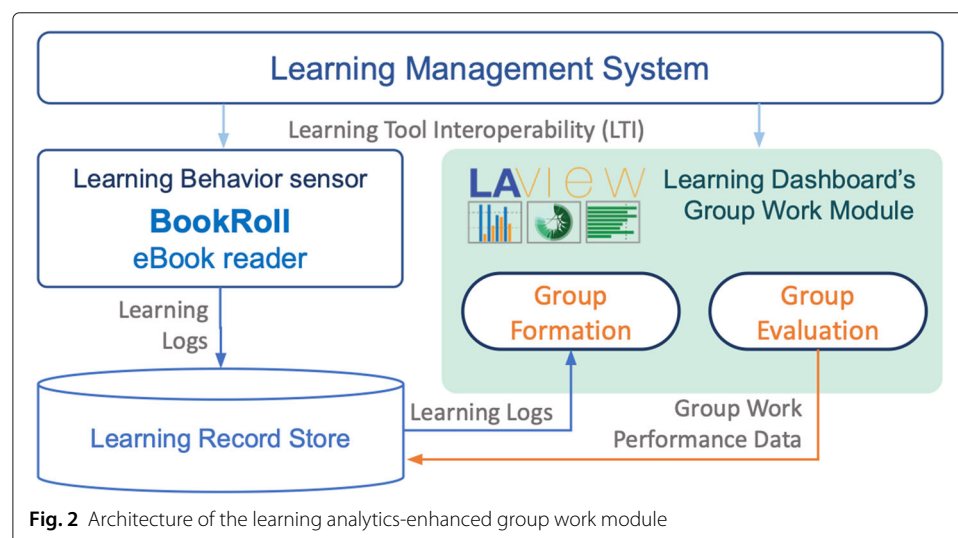 Learning Management System
Learning Tool Interoperability (LTI)
Learning Behavior sensor
BookRoll
eBook reader
LAVIEW
Learning Dashboard's
Group Work Module
Group
Formation
Group
Evaluation
Learning
Logs
Learning Record Store
Learning Logs
Group Work
Performance Data
Fig. 2 Architecture of the learning analytics-enhanced group work module